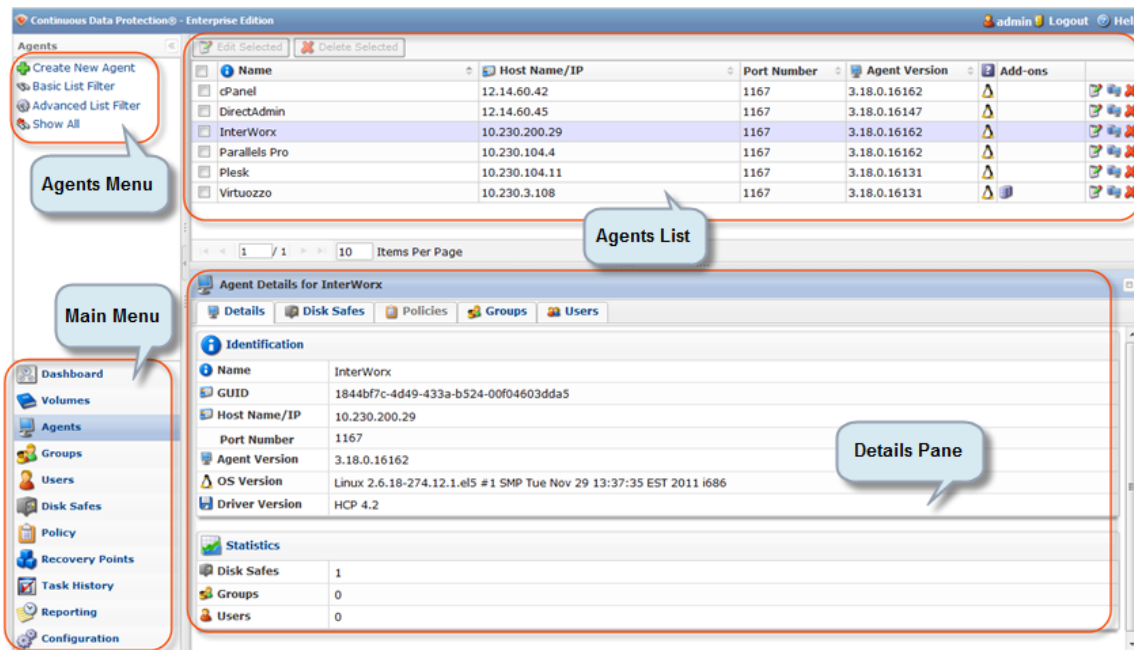 Continuous Data Protection® - Enterprise Edition
admin Logout Hel
Agents
Create New Agent
Basic List Filter
Advanced List Filter
Show All
Agents Menu
Edit Selected Delete Selected
Name Host Name/IP Port Number Agent Version Add-ons
cPanel 12.14.60.42 1167 3.18.0.16162
DirectAdmin 12.14.60.45 1167 3.18.0.16147
InterWorx 10.230.200.29 1167 3.18.0.16162
Parallels Pro 10.230.104.4 1167 3.18.0.16162
Plesk 10.230.104.11 1167 3.18.0.16131
Virtuozzo 10.230.3.108 1167 3.18.0.16131
Agents List
1 / 1 10 Items Per Page
Main Menu
Dashboard
Volumes
Agents
Groups
Users
Disk Safes
Policy
Recovery Points
Task History
Reporting
Configuration
Agent Details for InterWorx
Details Disk Safes Policies Groups Users
Identification
Name InterWorx
GUID 1844bf7c-4d49-433a-b524-00f04603dda5
Host Name/IP 10.230.200.29
Port Number 1167
Agent Version 3.18.0.16162
OS Version Linux 2.6.18-274.12.1.el5 #1 SMP Tue Nov 29 13:37:35 EST 2011 i686
Driver Version HCP 4.2
Details Pane
Statistics
Disk Safes 1
Groups 0
Users 0